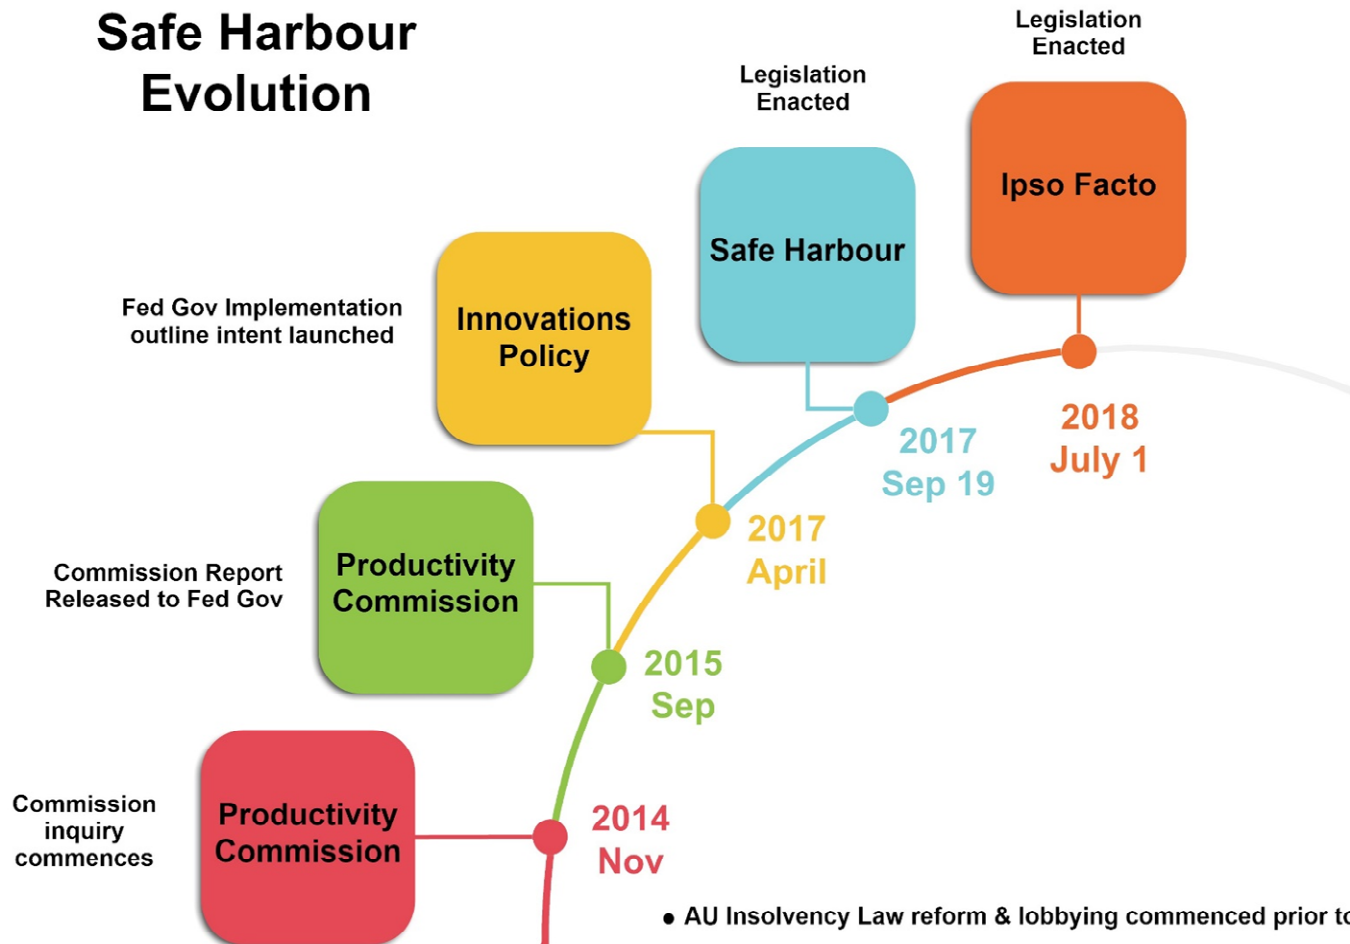 Safe Harbour
Evolution
Legislation
Enacted
Ipso Facto
Legislation
Enacted
Safe Harbour
Fed Gov Implementation
outline intent launched
Innovations
Policy
2018
July 1
2017
Sep 19
2017
April
Commission Report
Released to Fed Gov
Productivity
Commission
2015
Sep
Commission
inquiry
commences
Productivity
Commission
2014
Nov
• AU Insolvency Law reform & lobbying commenced prior to